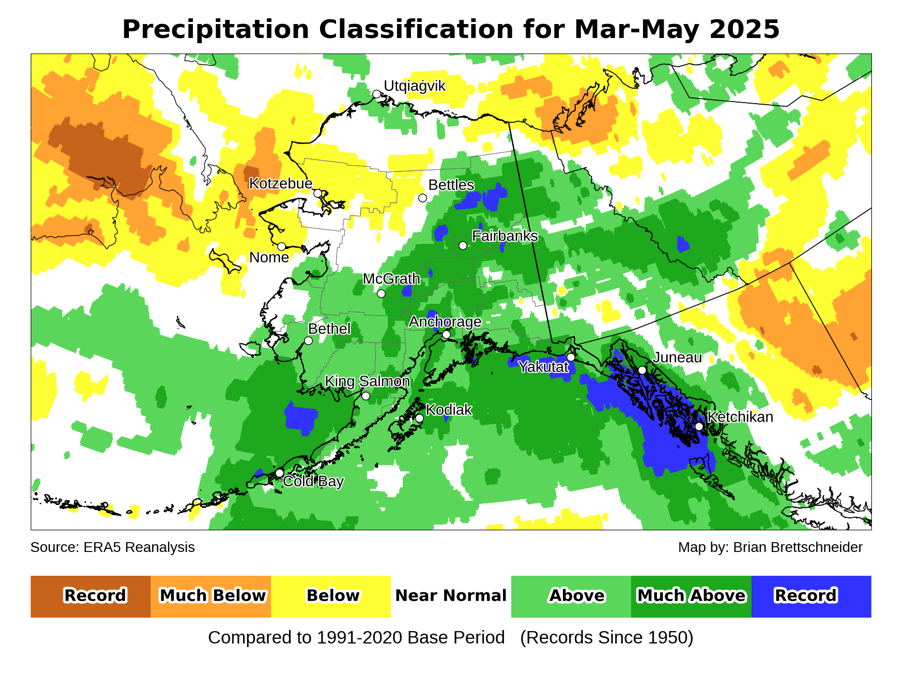 Precipitation Classification for Mar-May 2025
Utqiaġvik
Kotzebue
Bettles
Fairbanks
Nome
McGrath
Anchorage
Bethel
Yakutat
Juneau
King Salmon
Kodiak
Ketchikan
Cold Bay
Source: ERA5 Reanalysis
Map by: Brian Brettschneider
Record Much Below Below Near Normal Above Much Above Record
Compared to 1991-2020 Base Period (Records Since 1950)